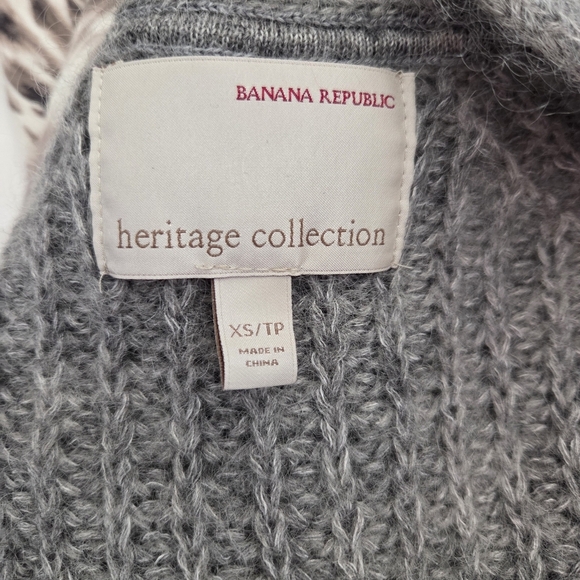 BANANA REPUBLIC
heritage collection
XS/TP
MADE IN
CHINA